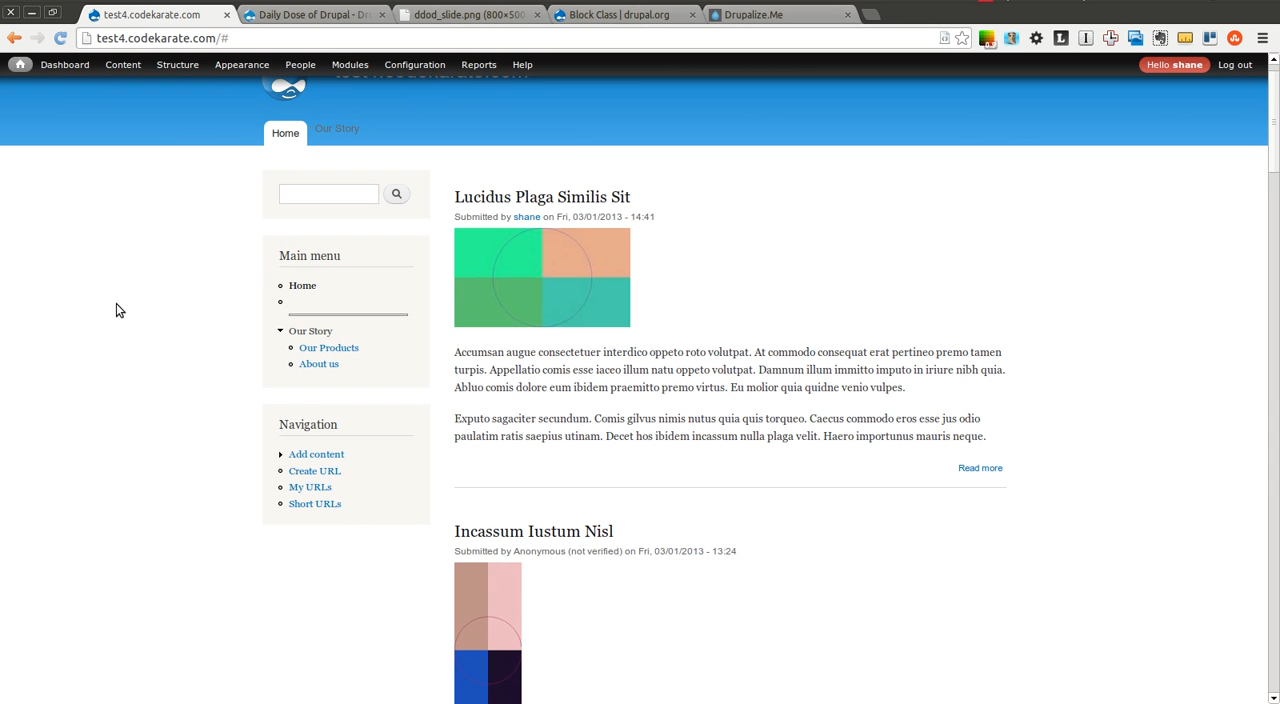 test4.codekarate.com
Daily Dose of Drupal - Dr
ddod_slide.png (800×500
Block Class | drupal.org
Drupalize.Me
test4.codekarate.com/#
Dashboard Content Structure Appearance People Modules Configuration Reports Help
Hello shane Log out
Home Our Story
Lucidus Plaga Similis Sit
Submitted by shane on Fri, 03/01/2013 - 14:41
Main menu
Home
Our Story
Our Products
About us
Accumsan augue consectetuer interdico oppeto roto volutpat. At commodo consequat erat pertineo premo tamen
turpis. Appellatio comis esse iaceo illum natu oppeto volutpat. Damnum illum immitto imputo in iriure nibh quia.
Abluo comis dolore eum ibidem praemitto premo virtus. Eu molior quia quidne venio vulpes.
Navigation
Add content
Create URL
My URLs
Short URLs
Exputo sagaciter secundum. Comis gilvus nimis nutus quia quis torqueo. Caecus commodo eros esse jus odio
paulatim ratis saepius utinam. Decet hos ibidem incassum nulla plaga velit. Haero importunus mauris neque.
Read more
Incassum Iustum Nisl
Submitted by Anonymous (not verified) on Fri, 03/01/2013 - 13:24